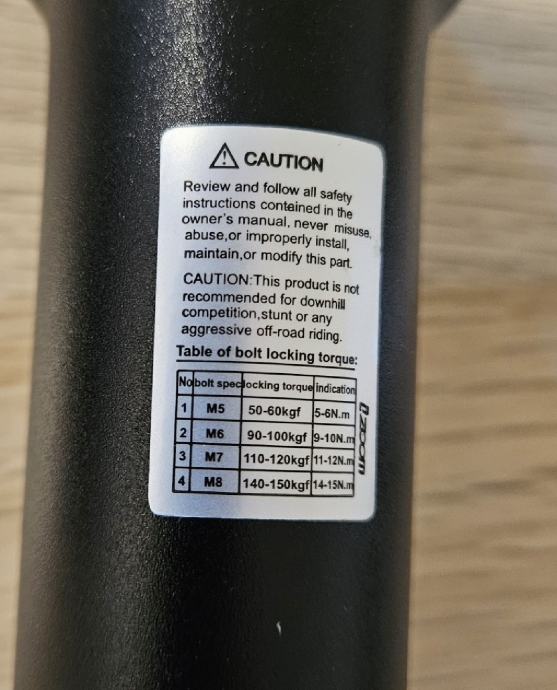 CAUTION
Review and follow all safety
instructions contained in the
owner's manual, never misuse,
abuse,or improperly install,
maintain,or modify this part.
CAUTION:This product is not
recommended for downhill
competition,stunt or any
aggressive off-road riding.
Table of bolt locking torque:
No bolt spec locking torque indication
1 M5 50-60kgf 5-6N.m
2 M6 90-100kgf 9-10N.m
3 M7 110-120kgf 11-12N.m
4 M8 140-150kgf 14-15N.m
zoom